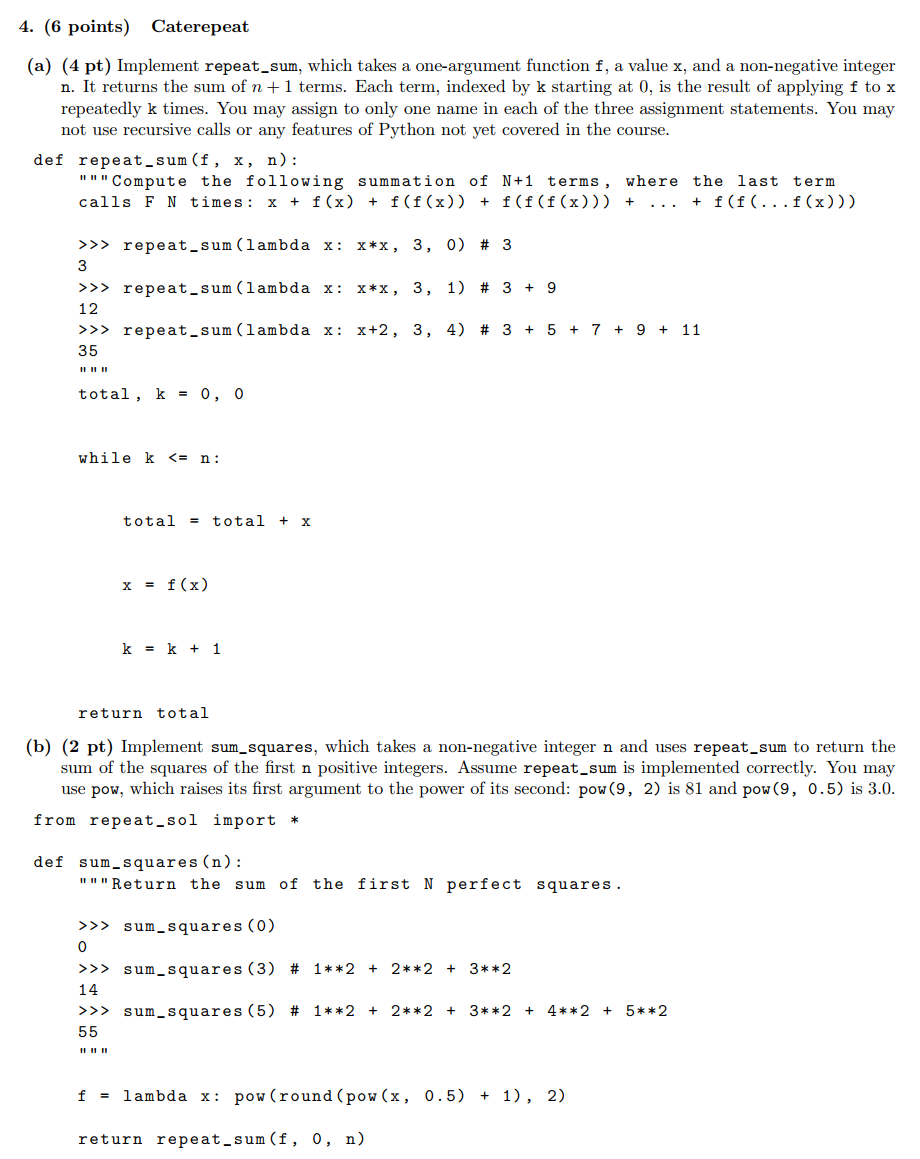 4. (6 points) Caterepeat
(a) (4 pt) Implement repeat_sum, which takes a one-argument function f, a value x, and a non-negative integer
n. It returns the sum of n + 1 terms. Each term, indexed by k starting at 0, is the result of applying f to x
repeatedly k times. You may assign to only one name in each of the three assignment statements. You may
not use recursive calls or any features of Python not yet covered in the course.
def repeat_sum(f, x, n):
"""Compute the following summation of N+1 terms, where the last term
calls F N times: x + f(x) + f(f(x)) + f(f(f(x))) + ... + f(f(...f(x)))
>>> repeat_sum(lambda x: x*x, 3, 0) # 3
3
>>> repeat_sum(lambda x: x*x, 3, 1) # 3 + 9
12
>>> repeat_sum(lambda x: x+2, 3, 4) # 3 + 5 + 7 + 9 + 11
35
"""
total, k = 0, 0
while k <= n:
total = total + x
x = f(x)
k = k + 1
return total
(b) (2 pt) Implement sum_squares, which takes a non-negative integer n and uses repeat_sum to return the
sum of the squares of the first n positive integers. Assume repeat_sum is implemented correctly. You may
use pow, which raises its first argument to the power of its second: pow(9, 2) is 81 and pow(9, 0.5) is 3.0.
from repeat_sol import *
def sum_squares(n):
"""Return the sum of the first N perfect squares.
>>> sum_squares(0)
0
>>> sum_squares(3) # 1**2 + 2**2 + 3**2
14
>>> sum_squares(5) # 1**2 + 2**2 + 3**2 + 4**2 + 5**2
55
"""
f = lambda x: pow(round(pow(x, 0.5) + 1), 2)
return repeat_sum(f, 0, n)